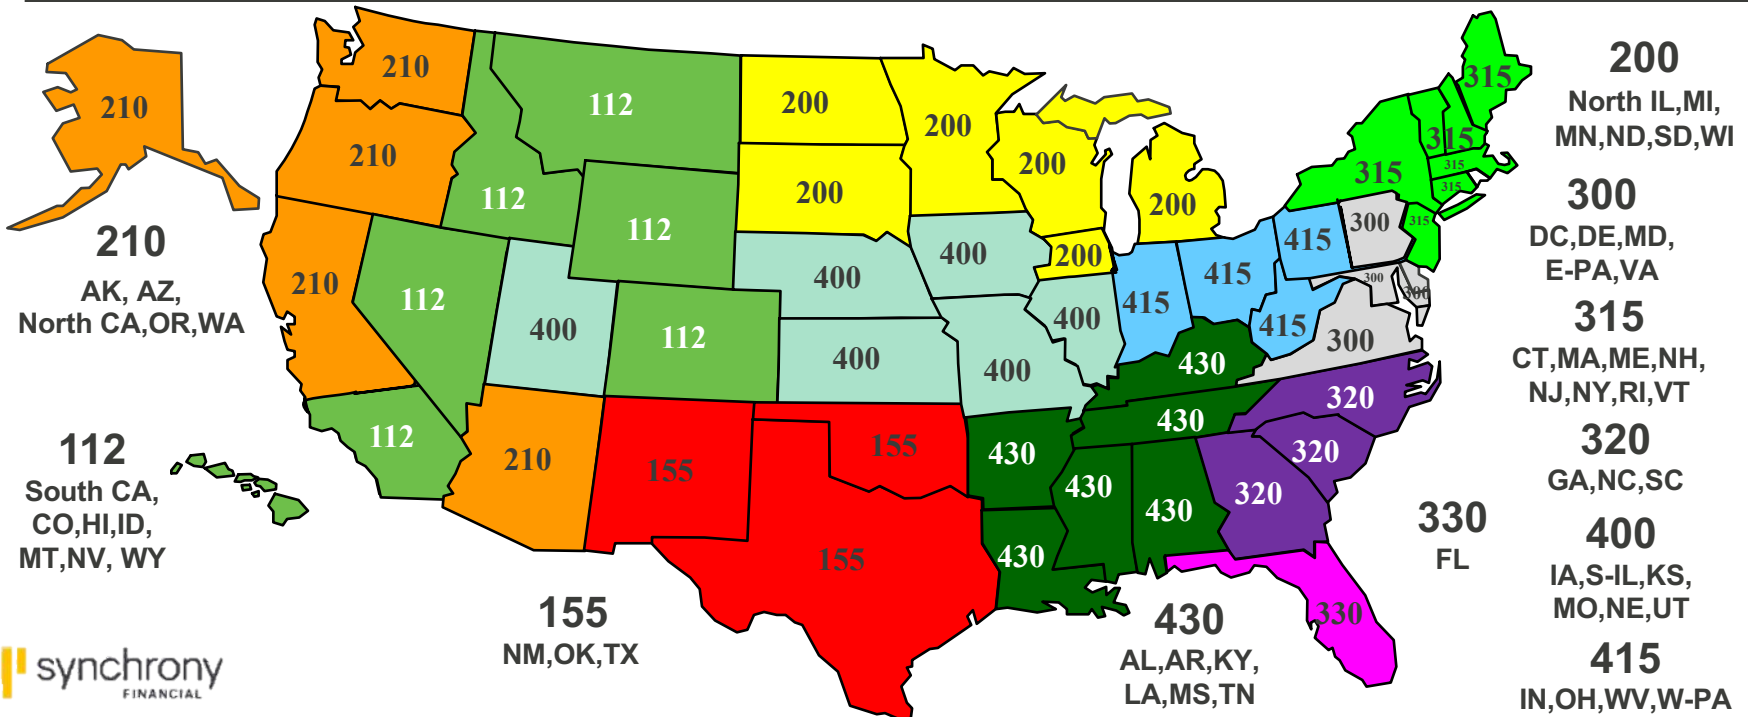 210
210
210
210
210
112
112
112
112
112
112
200
200
200
200
200
200
400
400
400
400
400
400
155
155
155
415
415
415
415
430
430
430
430
430
430
320
320
320
330
300
300
300
300
315
315
315
315
315
315
210
AK, AZ,
North CA,OR,WA
112
South CA,
CO,HI,ID,
MT,NV, WY
155
NM,OK,TX
430
AL,AR,KY,
LA,MS,TN
330
FL
200
North IL,MI,
MN,ND,SD,WI
300
DC,DE,MD,
E-PA,VA
315
CT,MA,ME,NH,
NJ,NY,RI,VT
320
GA,NC,SC
400
IA,S-IL,KS,
MO,NE,UT
415
IN,OH,WV,W-PA
synchrony
FINANCIAL